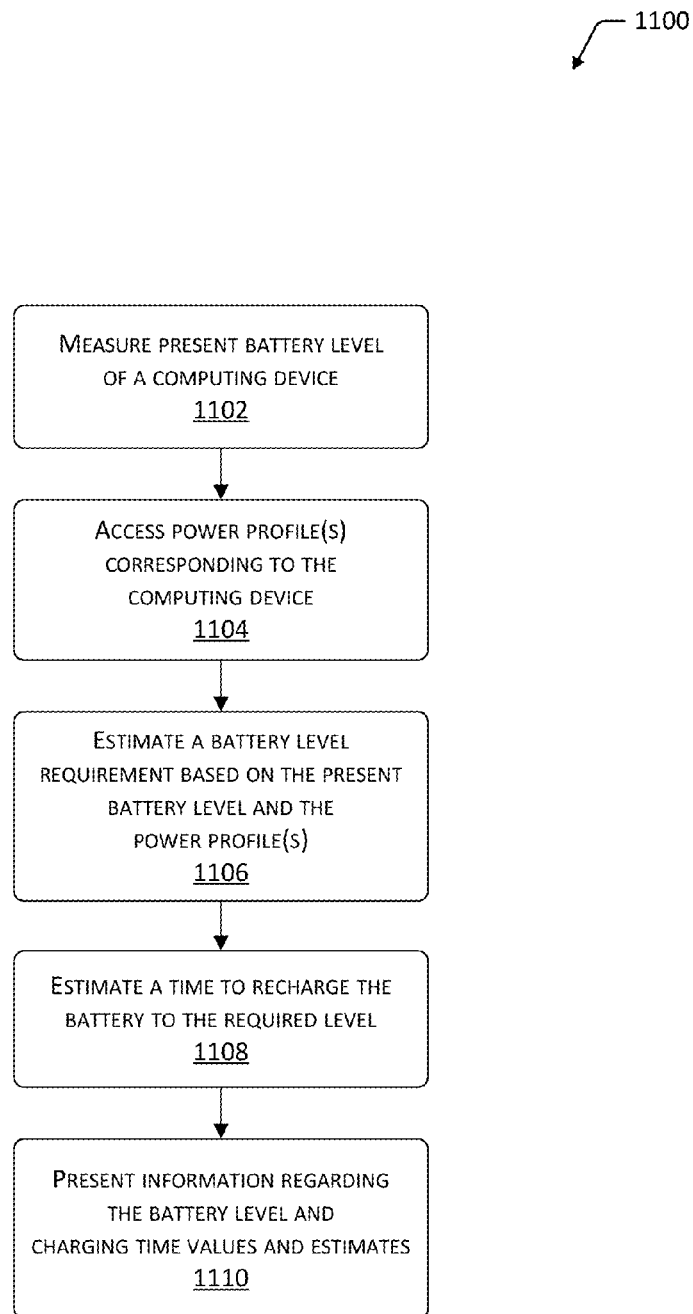 1100
MEASURE PRESENT BATTERY LEVEL
OF A COMPUTING DEVICE
1102
ACCESS POWER PROFILE(S)
CORRESPONDING TO THE
COMPUTING DEVICE
1104
ESTIMATE A BATTERY LEVEL
REQUIREMENT BASED ON THE PRESENT
BATTERY LEVEL AND THE
POWER PROFILE(S)
1106
ESTIMATE A TIME TO RECHARGE THE
BATTERY TO THE REQUIRED LEVEL
1108
PRESENT INFORMATION REGARDING
THE BATTERY LEVEL AND
CHARGING TIME VALUES AND ESTIMATES
1110